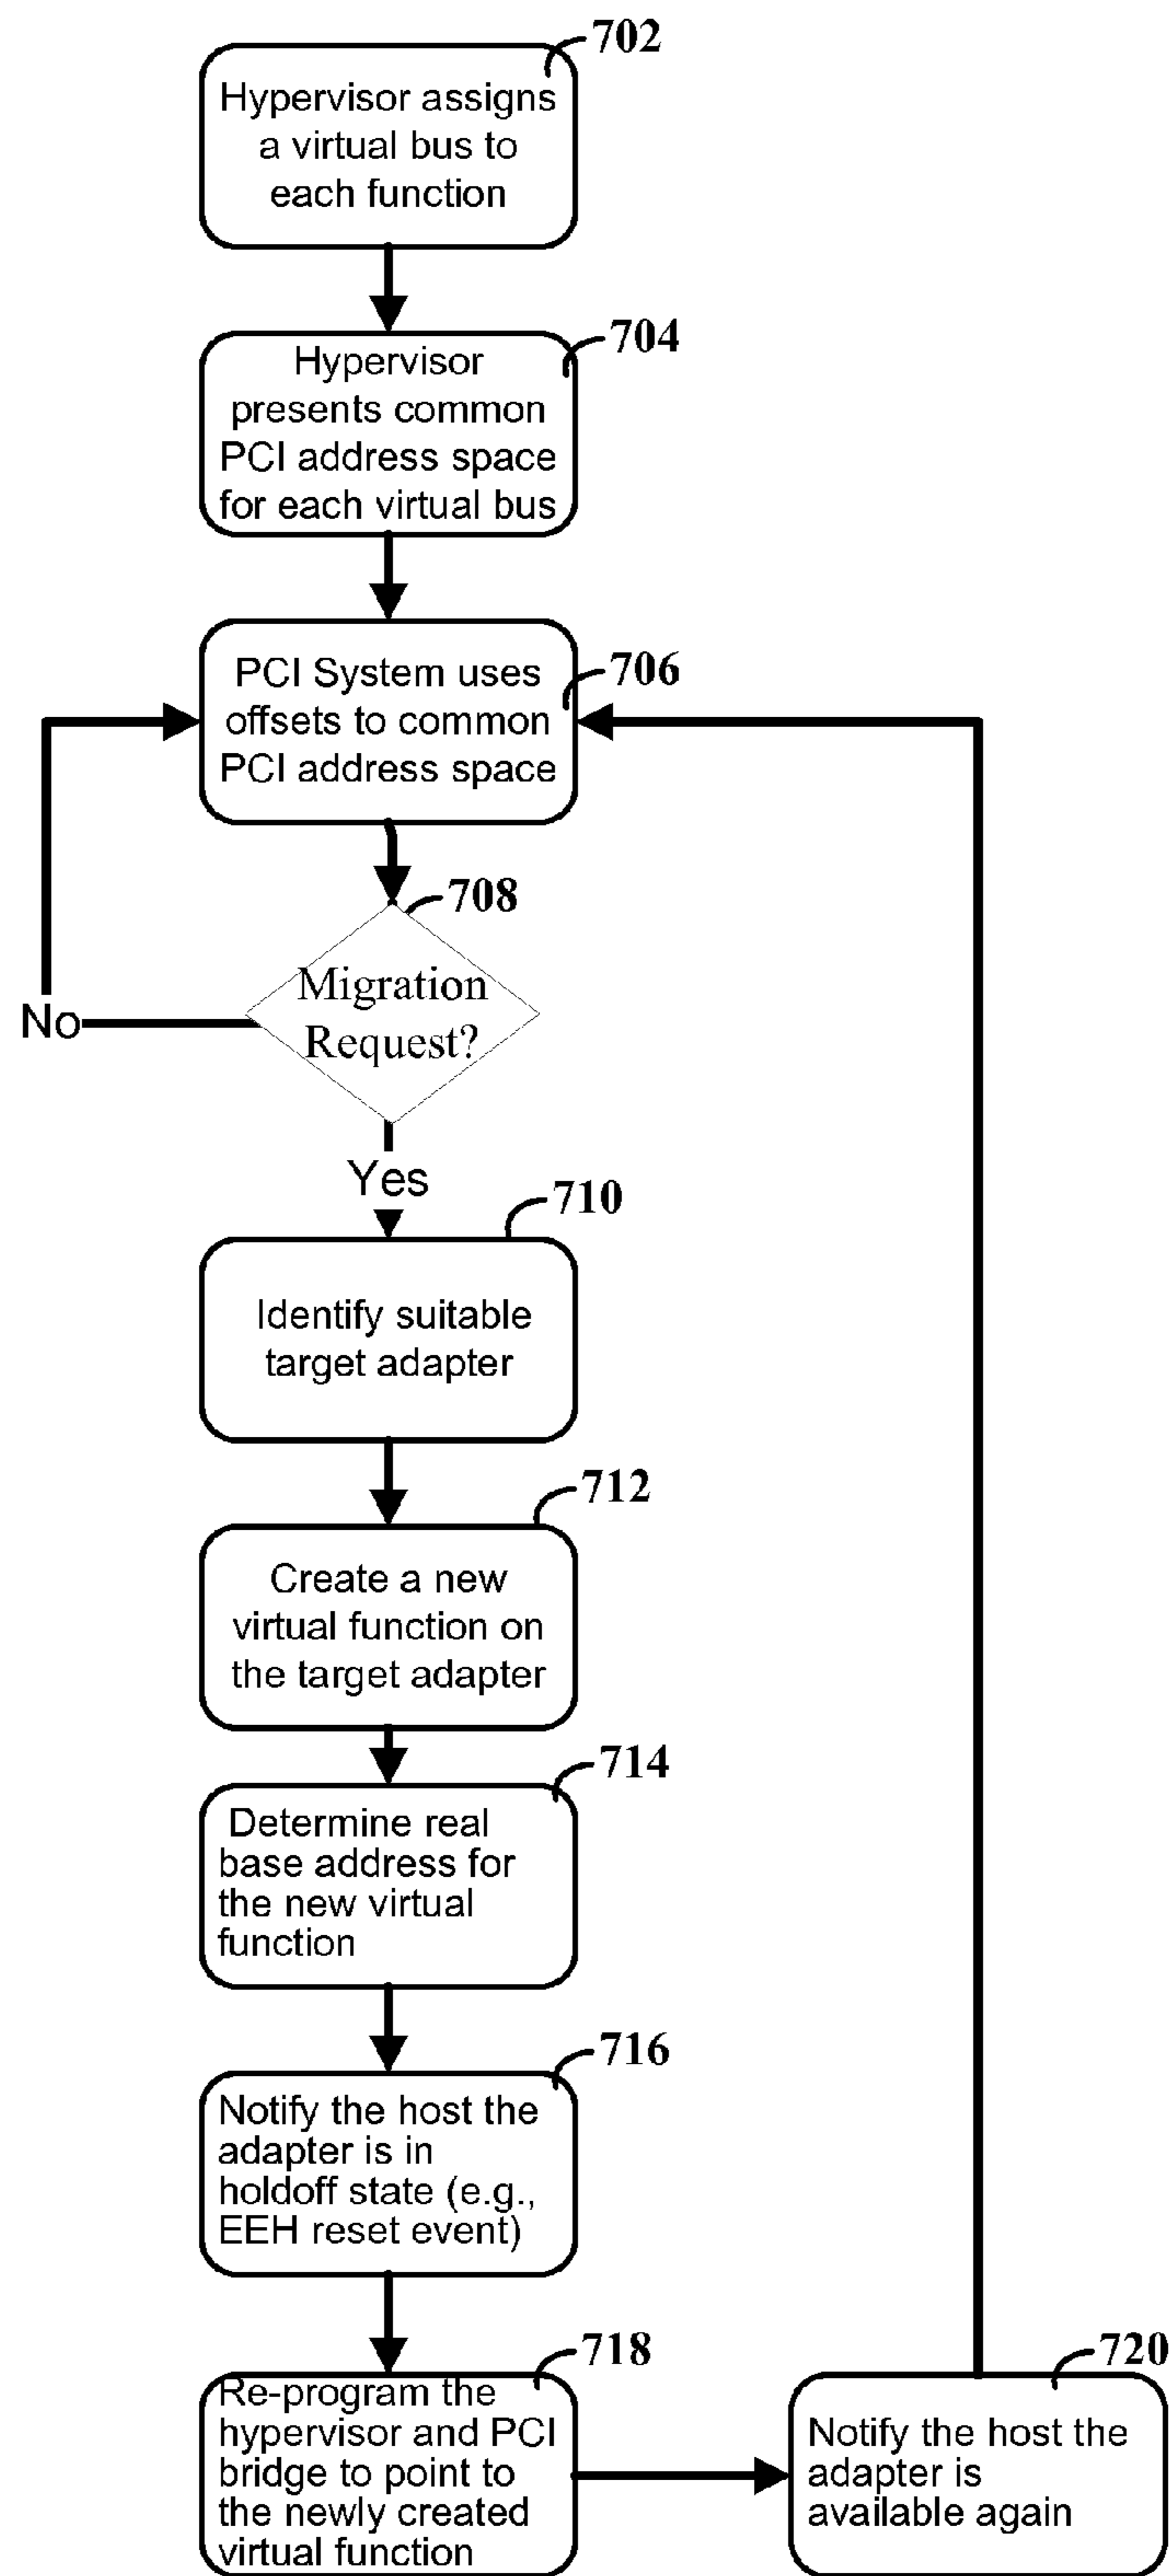 702
Hypervisor assigns
a virtual bus to
each function
704
Hypervisor
presents common
PCI address space
for each virtual bus
706
PCI System uses
offsets to common
PCI address space
708
Migration
Request?
No
Yes
710
Identify suitable
target adapter
712
Create a new
virtual function on
the target adapter
714
Determine real
base address for
the new virtual
function
716
Notify the host the
adapter is in
holdoff state (e.g.,
EEH reset event)
718
Re-program the
hypervisor and PCI
bridge to point to
the newly created
virtual function
720
Notify the host the
adapter is
available again